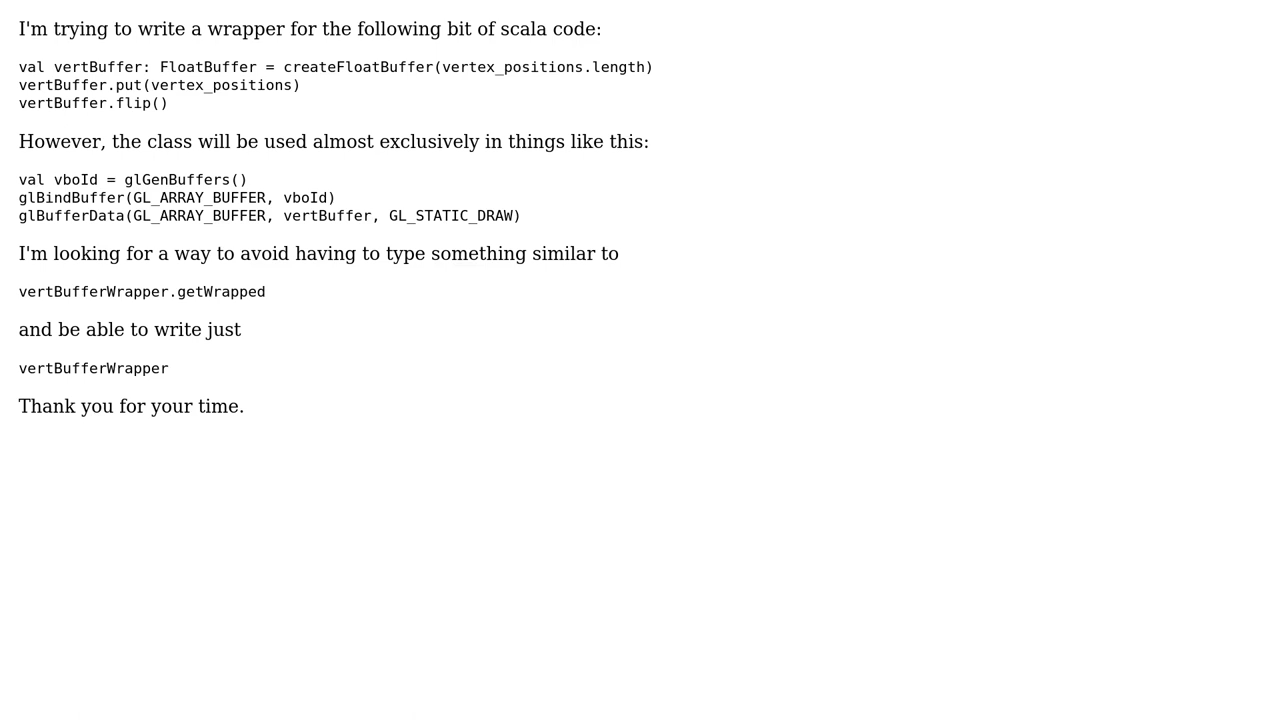 I'm trying to write a wrapper for the following bit of scala code:
val vertBuffer: FloatBuffer = createFloatBuffer(vertex_positions.length)
vertBuffer.put(vertex_positions)
vertBuffer.flip()
However, the class will be used almost exclusively in things like this:
val vboId = glGenBuffers()
glBindBuffer(GL_ARRAY_BUFFER, vboId)
glBufferData(GL_ARRAY_BUFFER, vertBuffer, GL_STATIC_DRAW)
I'm looking for a way to avoid having to type something similar to
vertBufferWrapper.getWrapped
and be able to write just
vertBufferWrapper
Thank you for your time.